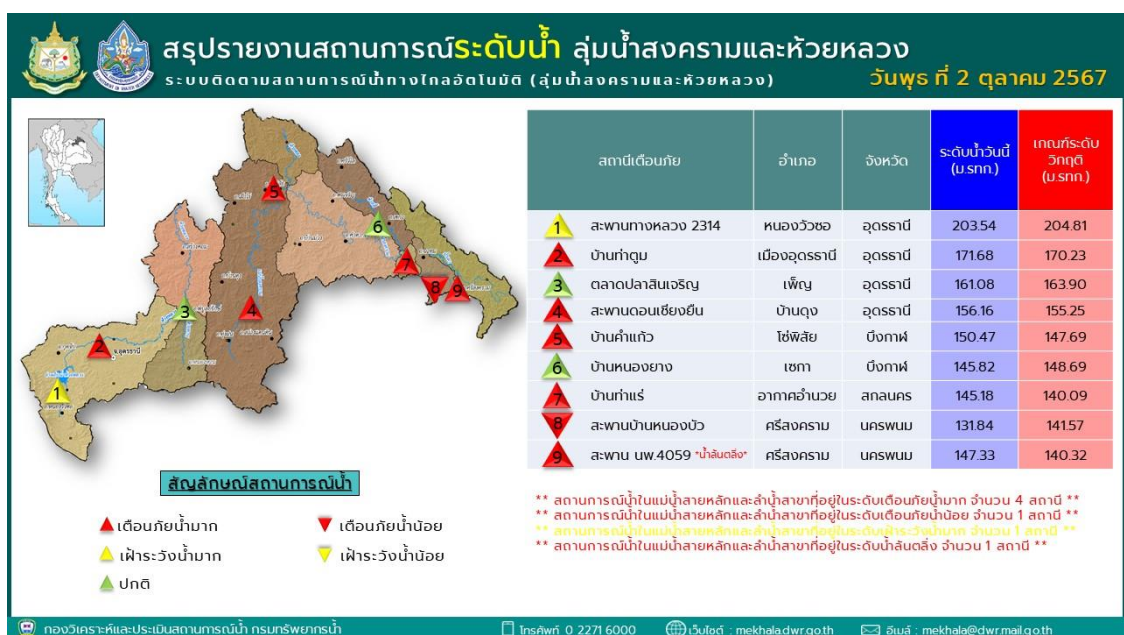 สรุปรายงานสถานการณ์ระดับน้ำ ลุ่มน้ำสงครามและห้วยหลวง
ระบบติดตามสถานการณ์น้ำทางไกลอัตโนมัติ (ลุ่มน้ำสงครามและห้วยหลวง)
วันพุธ ที่ 2 ตุลาคม 2567
สถานีเตือนภัย อำเภอ จังหวัด ระดับน้ำวันนี้ (ม.รทก.) เกณฑ์ระดับวิกฤติ (ม.รทก.)
1 สะพานทางหลวง 2314 หนองวัวซอ อุดรธานี 203.54 204.81
2 บ้านท่าตูม เมืองอุดรธานี อุดรธานี 171.68 170.23
3 ตลาดปลาสินเจริญ เพ็ญ อุดรธานี 161.08 163.90
4 สะพานดอนเชียงยืน บ้านดุง อุดรธานี 156.16 155.25
5 บ้านคำแก้ว โซ่พิสัย บึงกาฬ 150.47 147.69
6 บ้านหนองยาง เซกา บึงกาฬ 145.82 148.69
7 บ้านท่าแร่ อากาศอำนวย สกลนคร 145.18 140.09
8 สะพานบ้านหนองบัว ศรีสงคราม นครพนม 131.84 141.57
9 สะพาน นพ.4059 *น้ำล้นตลิ่ง* ศรีสงคราม นครพนม 147.33 140.32
5
6
7
8 9
3 4
2 จ.อุดรธานี
1
สัญลักษณ์สถานการณ์น้ำ
เตือนภัยน้ำมาก เตือนภัยน้ำน้อย
เฝ้าระวังน้ำมาก เฝ้าระวังน้ำน้อย
ปกติ
** สถานการณ์น้ำในแม่น้ำสายหลักและลำน้ำสาขาที่อยู่ในระดับเตือนภัยน้ำมาก จำนวน 4 สถานี **
** สถานการณ์น้ำในแม่น้ำสายหลักและลำน้ำสาขาที่อยู่ในระดับเตือนภัยน้ำน้อย จำนวน 1 สถานี **
** สถานการณ์น้ำในแม่น้ำสายหลักและลำน้ำสาขาที่อยู่ในระดับเฝ้าระวังน้ำมาก จำนวน 1 สถานี **
** สถานการณ์น้ำในแม่น้ำสายหลักและลำน้ำสาขาที่อยู่ในระดับน้ำล้นตลิ่ง จำนวน 1 สถานี **
กองวิเคราะห์และประเมินสถานการณ์น้ำ กรมทรัพยากรน้ำ โทรศัพท์ 0 2271 6000 เว็บไซต์ : mekhala.dwr.go.th อีเมล์ : mekhala@dwr.mail.go.th